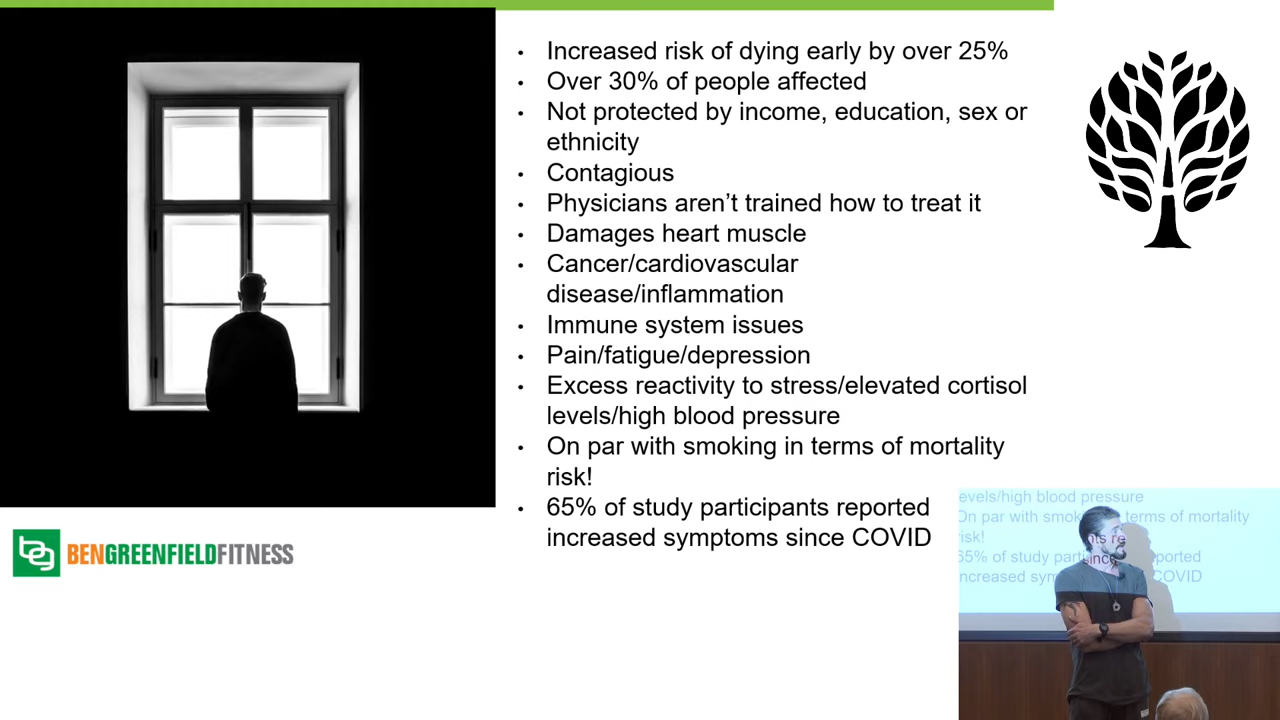 Increased risk of dying early by over 25%
Over 30% of people affected
Not protected by income, education, sex or
ethnicity
Contagious
Physicians aren’t trained how to treat it
Damages heart muscle
Cancer/cardiovascular
disease/inflammation
Immune system issues
Pain/fatigue/depression
Excess reactivity to stress/elevated cortisol
levels/high blood pressure
On par with smoking in terms of mortality
risk!
65% of study participants reported
increased symptoms since COVID
BENGREENFIELDFITNESS
levels/high blood pressure
On par with terms of mortality
risk!
65% of study reported
increased since COVID